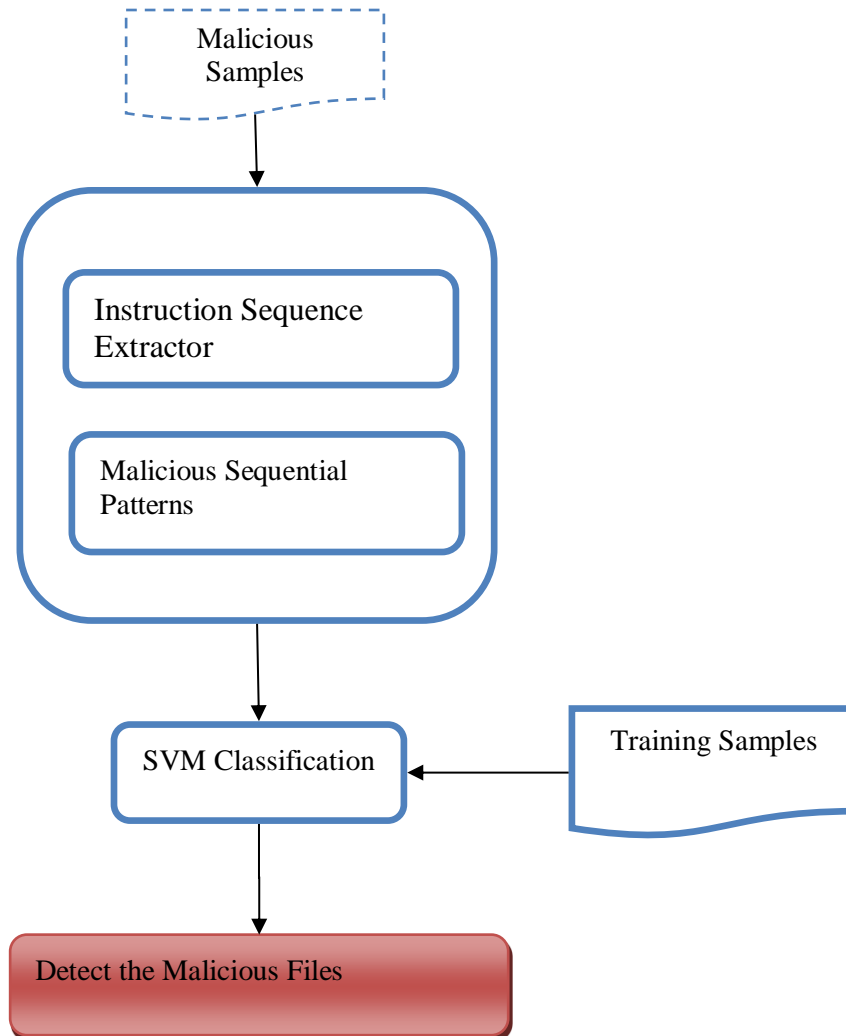 Malicious
Samples
Instruction Sequence
Extractor
Malicious Sequential
Patterns
SVM Classification
Training Samples
Detect the Malicious Files